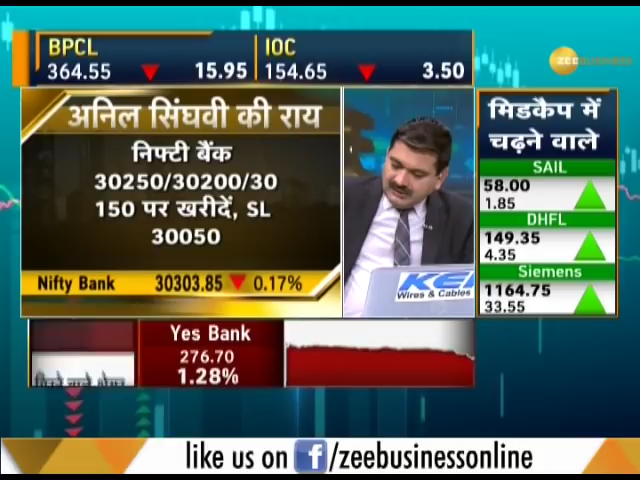 BPCL
364.55 15.95
IOC
154.65 3.50
ZEEBUSINESS
अनिल सिंघवी की राय
निफ्टी बैंक
30250/30200/30
150 पर खरीदें, SL
30050
Nifty Bank 30303.85 0.17%
KEI
Wires & Cables
मिडकैप में
चढ़ने वाले
SAIL
58.00
1.85
DHFL
149.35
4.35
Siemens
1164.75
33.55
Yes Bank
276.70
1.28%
like us on f/zeebusinessonline